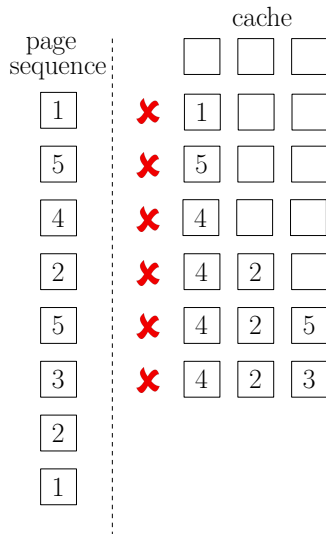 cache
page
sequence
1 ✘ 1
5 ✘ 5
4 ✘ 4
2 ✘ 4 2
5 ✘ 4 2 5
3 ✘ 4 2 3
2
1